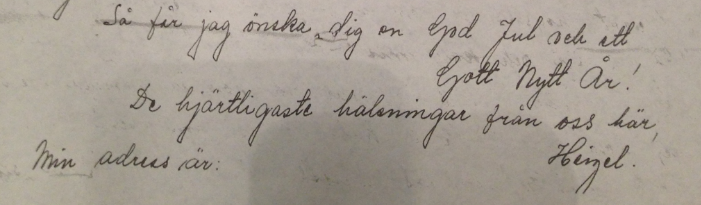 Så får jag önska dig en God Jul och ett
Gott Nytt År!
De hjärtligaste hälsningar från oss här,
Min adress är: Heizel.